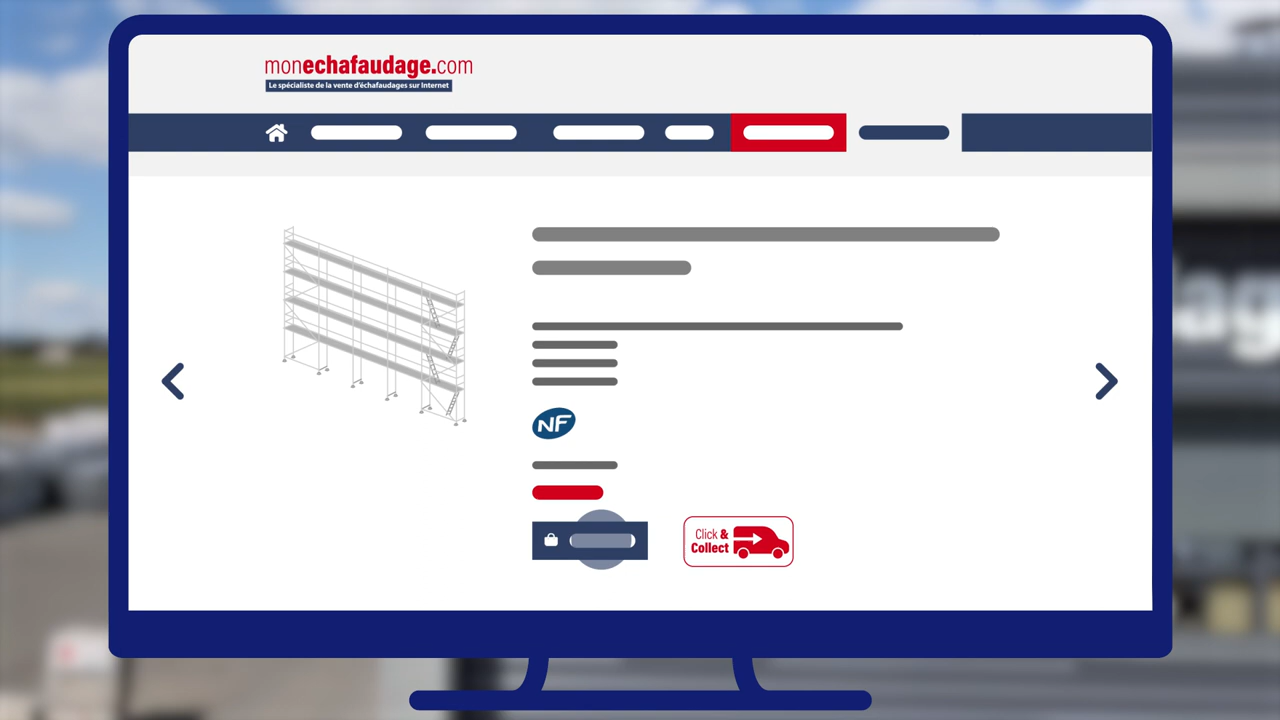 monechafaudage.com
Le spécialiste de la vente d'échafaudages sur Internet
NF
Click &
Collect